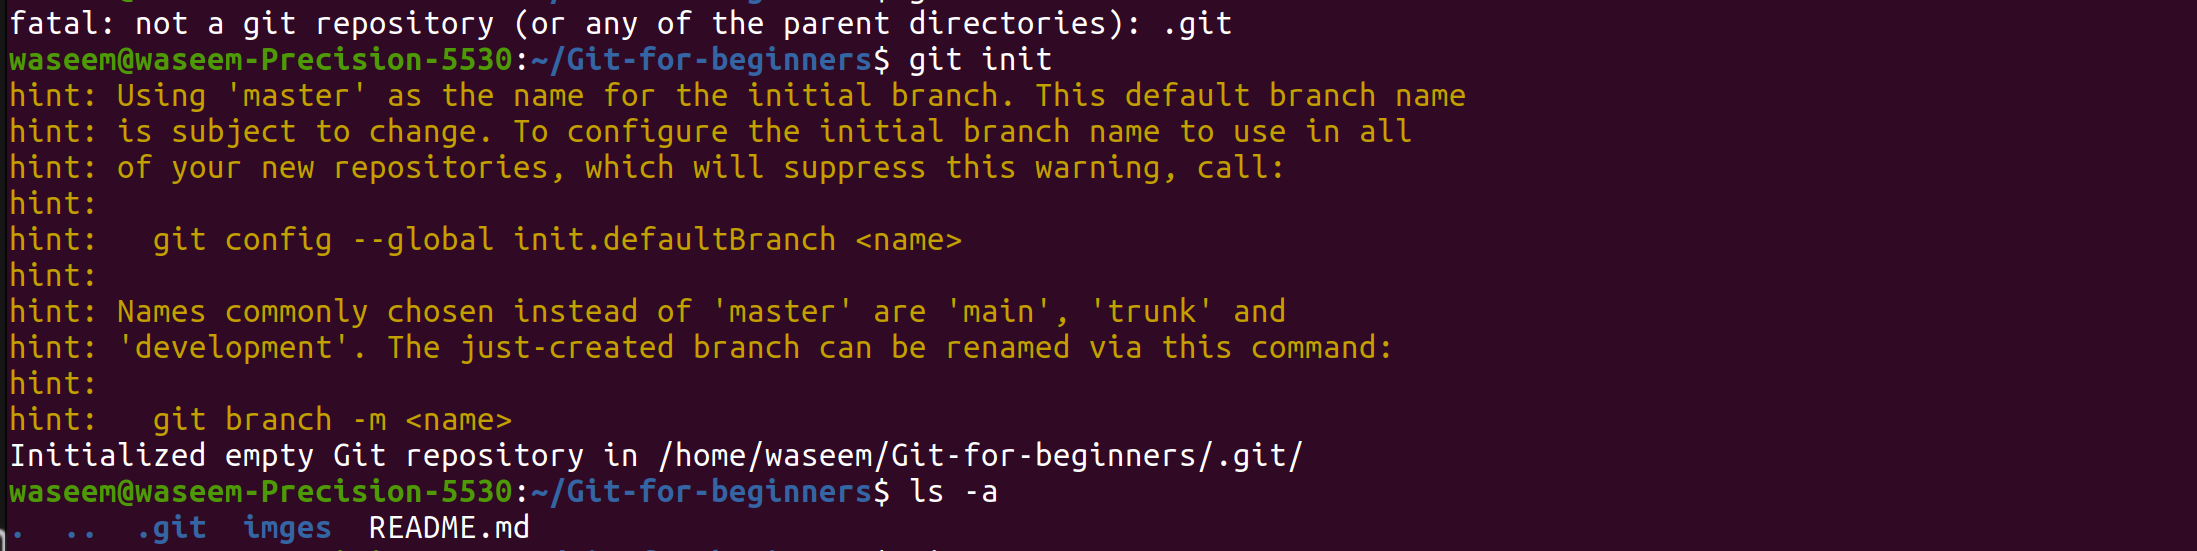 fatal: not a git repository (or any of the parent directories): .git
waseem@waseem-Precision-5530:~/Git-for-beginners$ git init
hint: Using 'master' as the name for the initial branch. This default branch name
hint: is subject to change. To configure the initial branch name to use in all
hint: of your new repositories, which will suppress this warning, call:
hint:
hint:   git config --global init.defaultBranch <name>
hint:
hint: Names commonly chosen instead of 'master' are 'main', 'trunk' and
hint: 'development'. The just-created branch can be renamed via this command:
hint:
hint:   git branch -m <name>
Initialized empty Git repository in /home/waseem/Git-for-beginners/.git/
waseem@waseem-Precision-5530:~/Git-for-beginners$ ls -a
.  ..  .git  imges  README.md